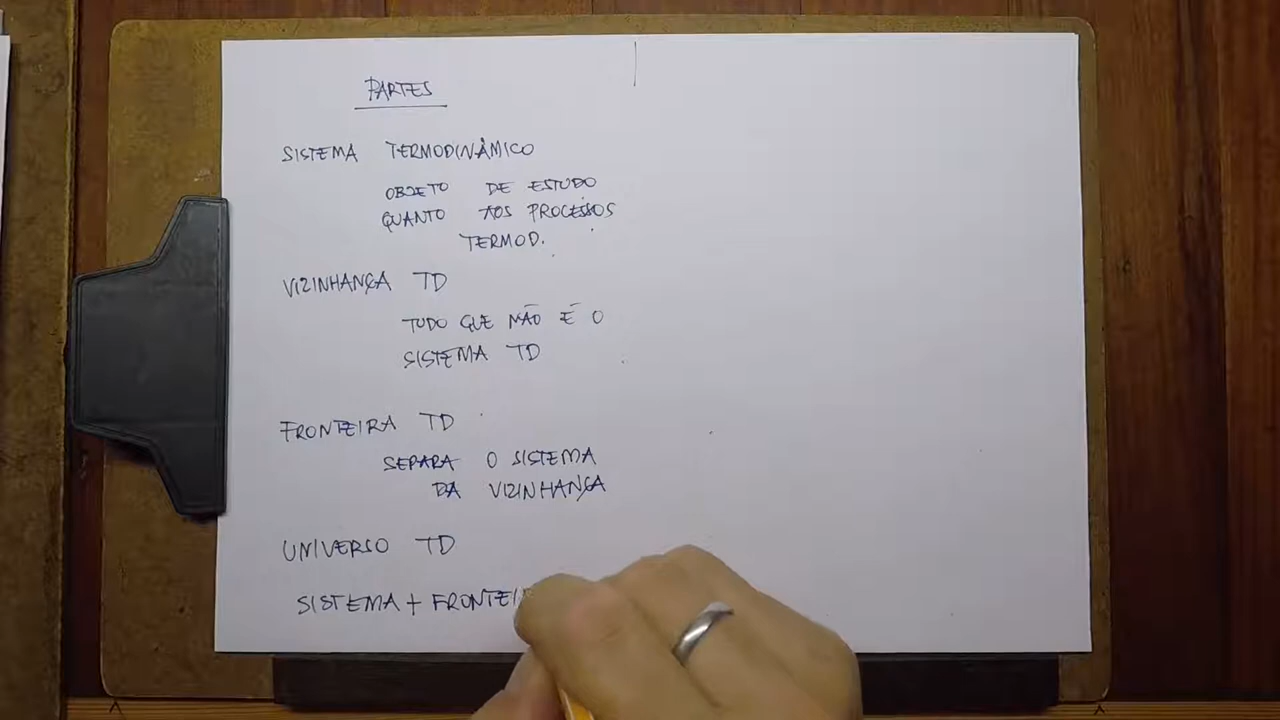 PARTES
SISTEMA TERMODINÂMICO
OBJETO DE ESTUDO
QUANTO AOS PROCESSOS
TERMOD.
VIZINHANÇA TD
TUDO QUE NÃO É O
SISTEMA TD
FRONTEIRA TD
SEPARA O SISTEMA
DA VIZINHANÇA
UNIVERSO TD
SISTEMA + FRONTEI